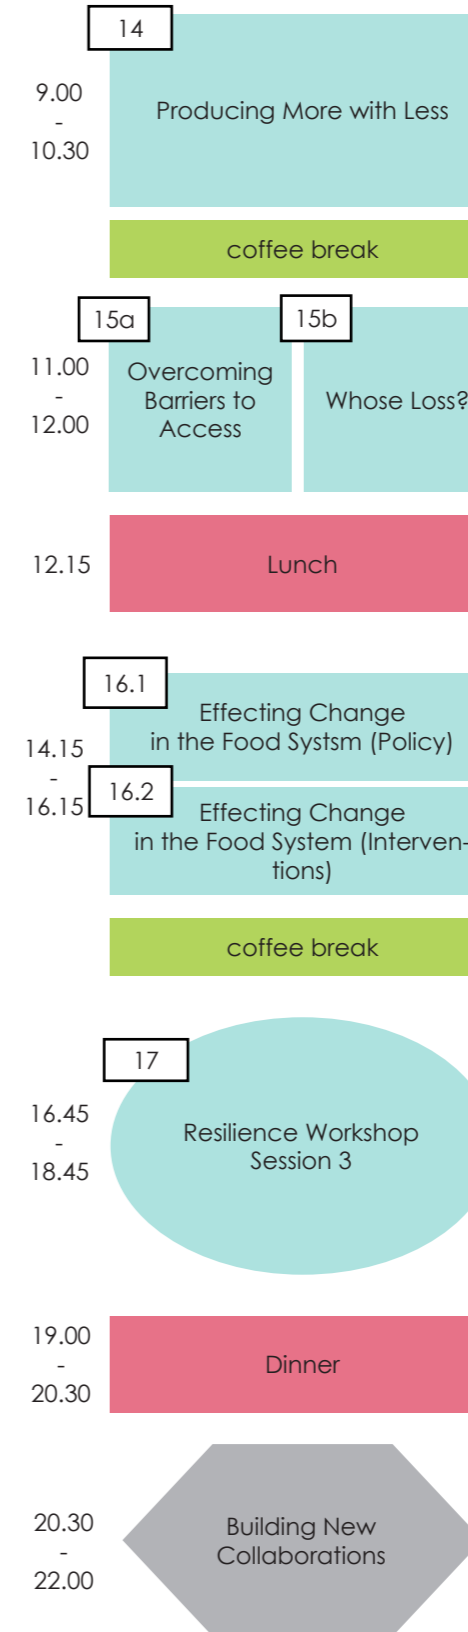 14
9.00
-
10.30
Producing More with Less
coffee break
15a
15b
11.00
-
12.00
Overcoming
Barriers to
Access
Whose Loss?
12.15
Lunch
16.1
Effecting Change
in the Food Systsm (Policy)
14.15
-
16.15
16.2
Effecting Change
in the Food System (Interven-
tions)
coffee break
17
16.45
-
18.45
Resilience Workshop
Session 3
19.00
-
20.30
Dinner
20.30
-
22.00
Building New
Collaborations